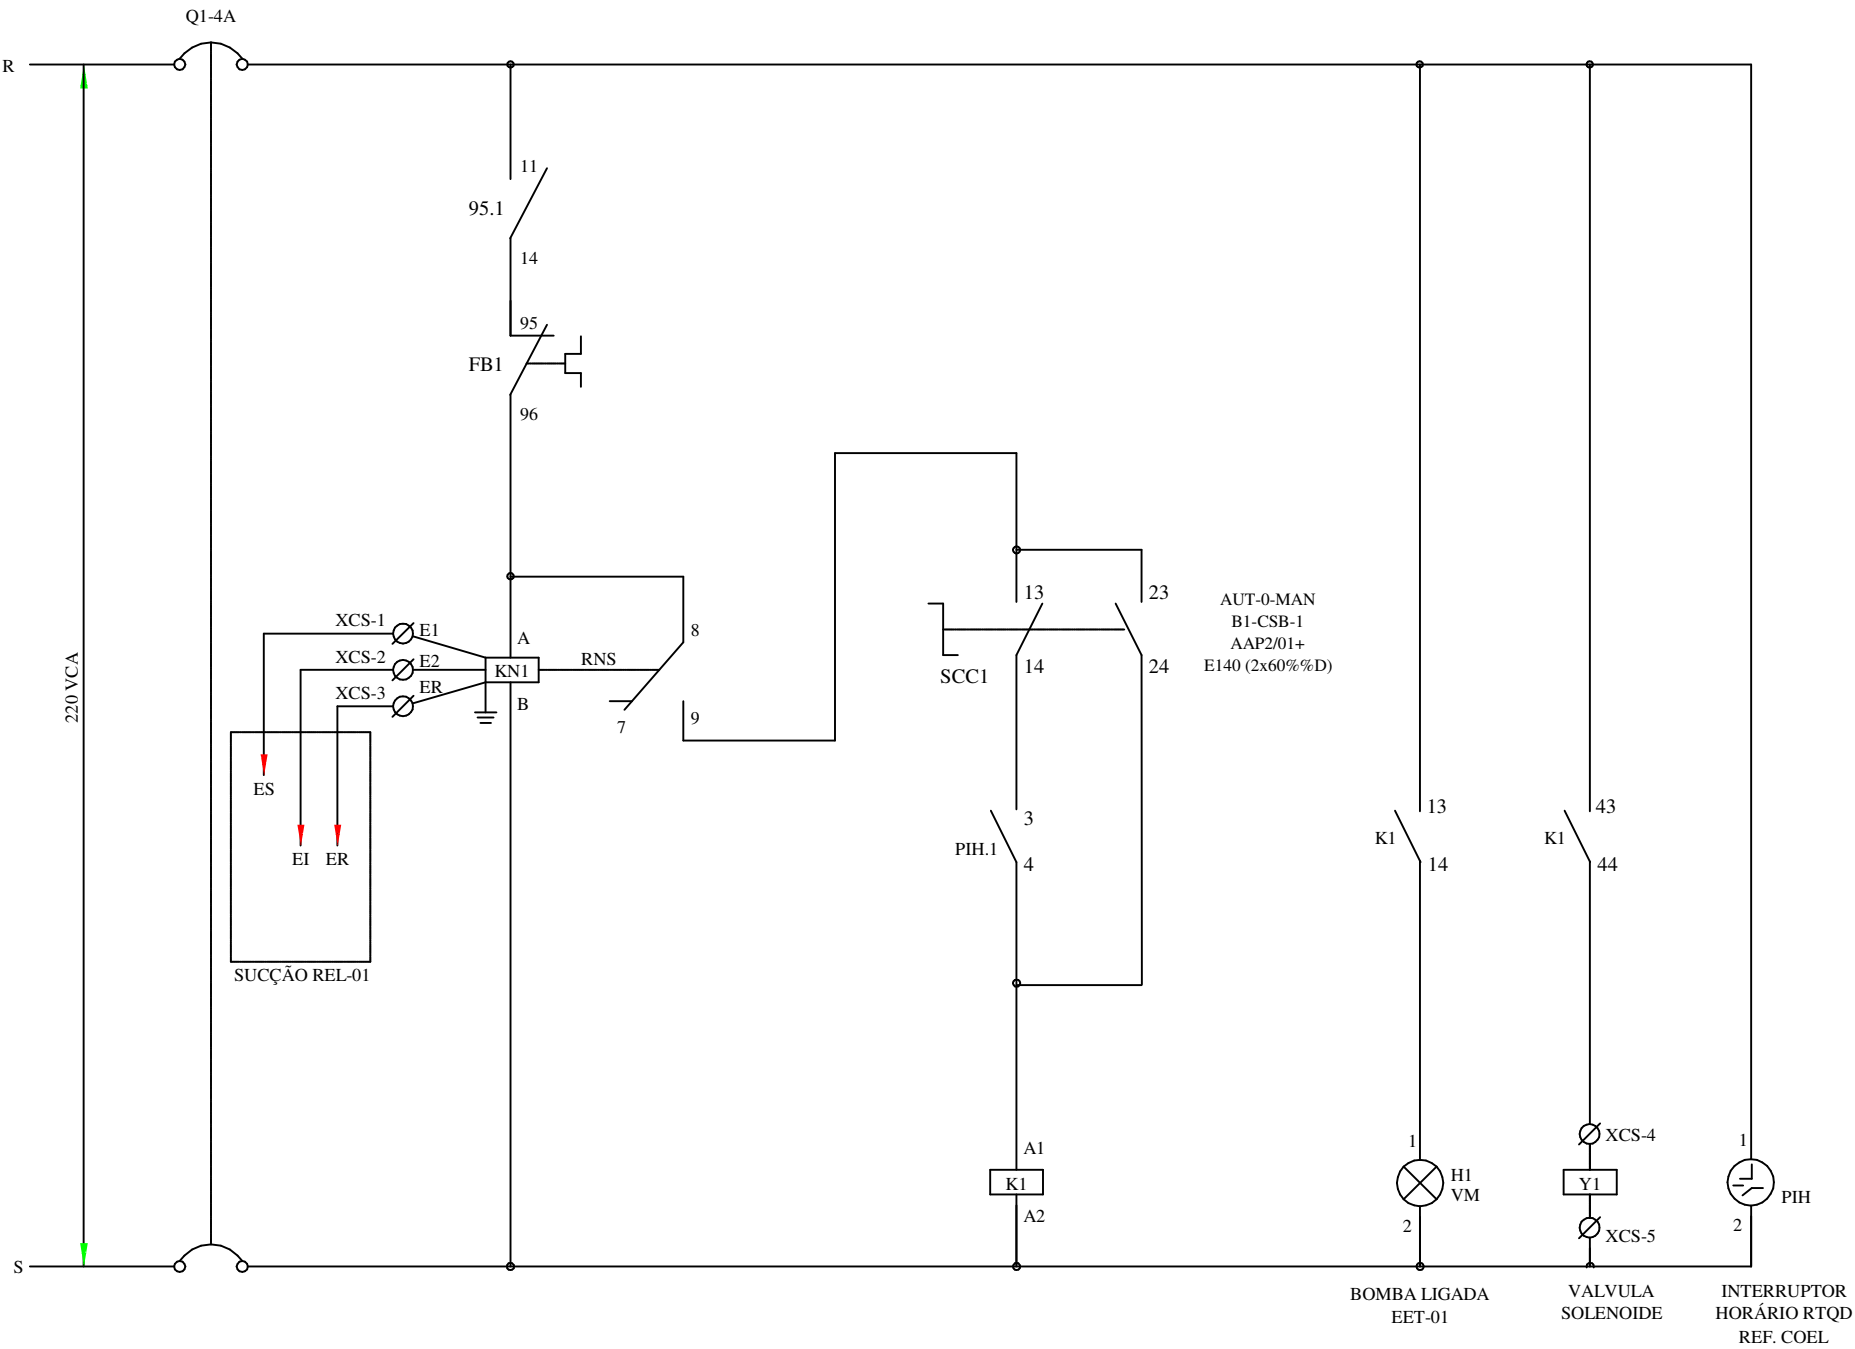 Q1-4A
R
11
95.1
14
95
FB1
96
220 VCA
XCS-1
E1
XCS-2
E2
XCS-3
ER
A
KN1
B
RNS
8
7
9
ES
EI
ER
SUCÇÃO REL-01
13
23
SCC1
14
24
AUT-0-MAN
B1-CSB-1
AAP2/01+
E140 (2x60%%D)
3
PIH.1
4
A1
K1
A2
13
K1
14
43
K1
44
1
H1
VM
2
XCS-4
Y1
XCS-5
1
PIH
2
S
BOMBA LIGADA
EET-01
VALVULA
SOLENOIDE
INTERRUPTOR
HORÁRIO RTQD
REF. COEL